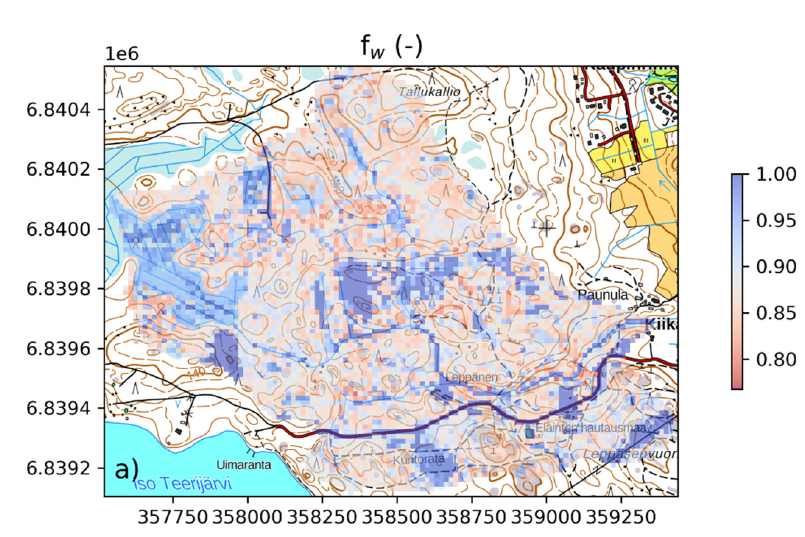 f_w (-)
1e6
6.8404
6.8402
6.8400
6.8398
6.8396
6.8394
6.8392
Tallukallio
Paunula
Leppänen
Eläinten hautausmaa
Kuntorata
Uimaranta
Iso Teerijärvi
a)
357750 358000 358250 358500 358750 359000 359250
1.00
0.95
0.90
0.85
0.80